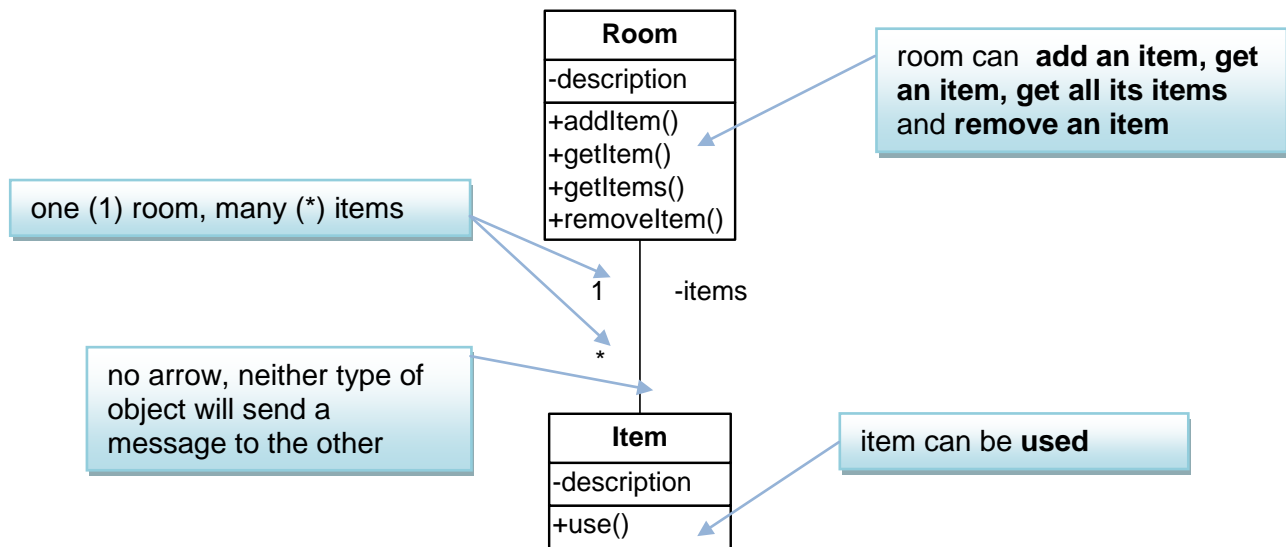 Room
-description
+addItem()
+getItem()
+getItems()
+removeItem()
room can  add an item, get
an item, get all its items
and remove an item
one (1) room, many (*) items
1
-items
*
no arrow, neither type of
object will send a
message to the other
Item
-description
+use()
item can be used